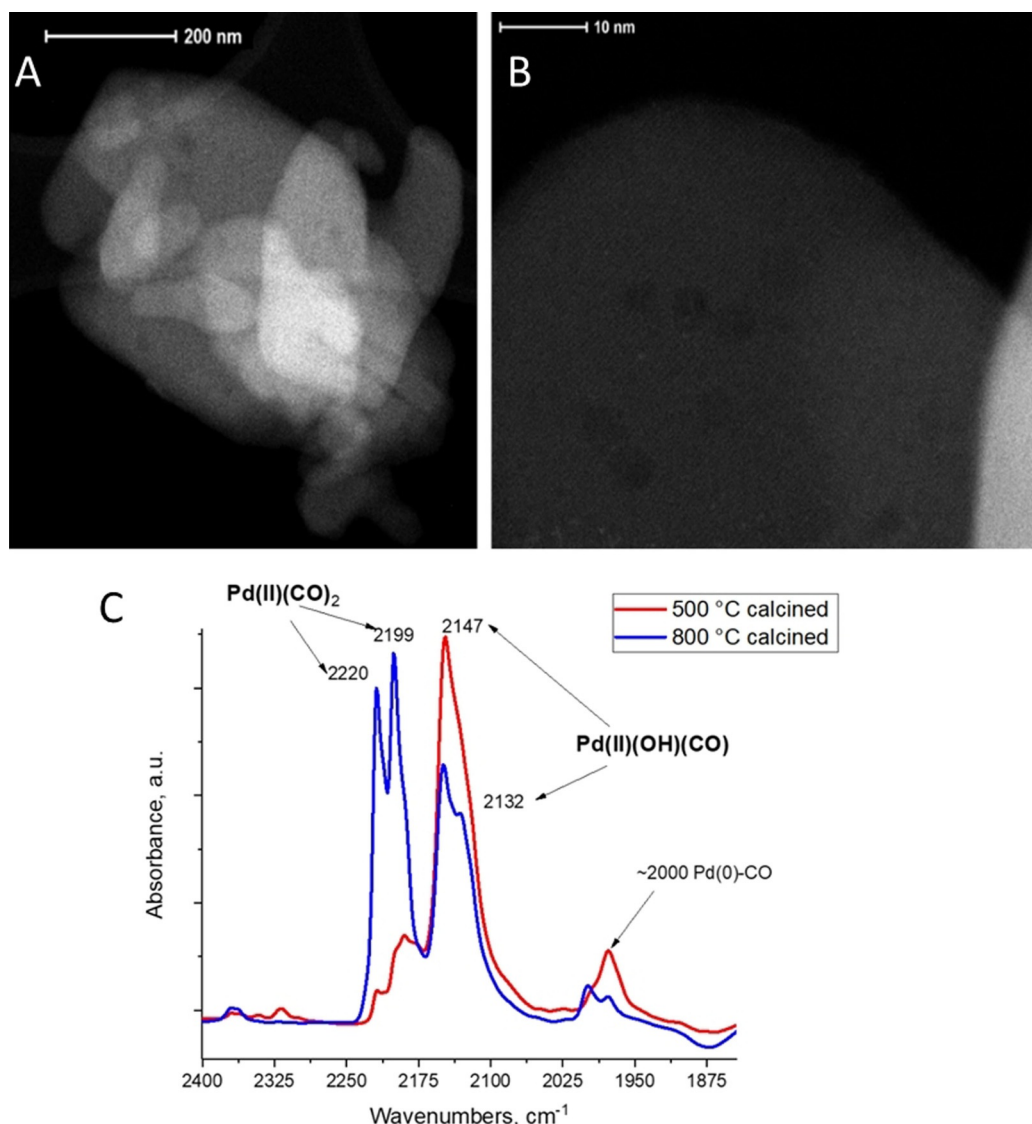 200 nm
A
10 nm
B
C
Pd(II)(CO)₂
2199
2220
2147
500 °C calcined
800 °C calcined
Pd(II)(OH)(CO)
2132
~2000 Pd(0)-CO
Absorbance, a.u.
2400 2325 2250 2175 2100 2025 1950 1875
Wavenumbers, cm⁻¹